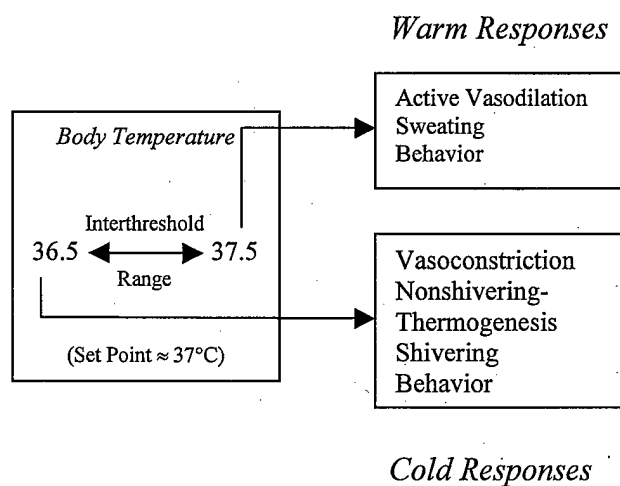 Warm Responses
Active Vasodilation
Sweating
Behavior
Body Temperature
Interthreshold
36.5 37.5
Range
(Set Point ≈ 37°C)
Vasoconstriction
Nonshivering-
Thermogenesis
Shivering
Behavior
Cold Responses